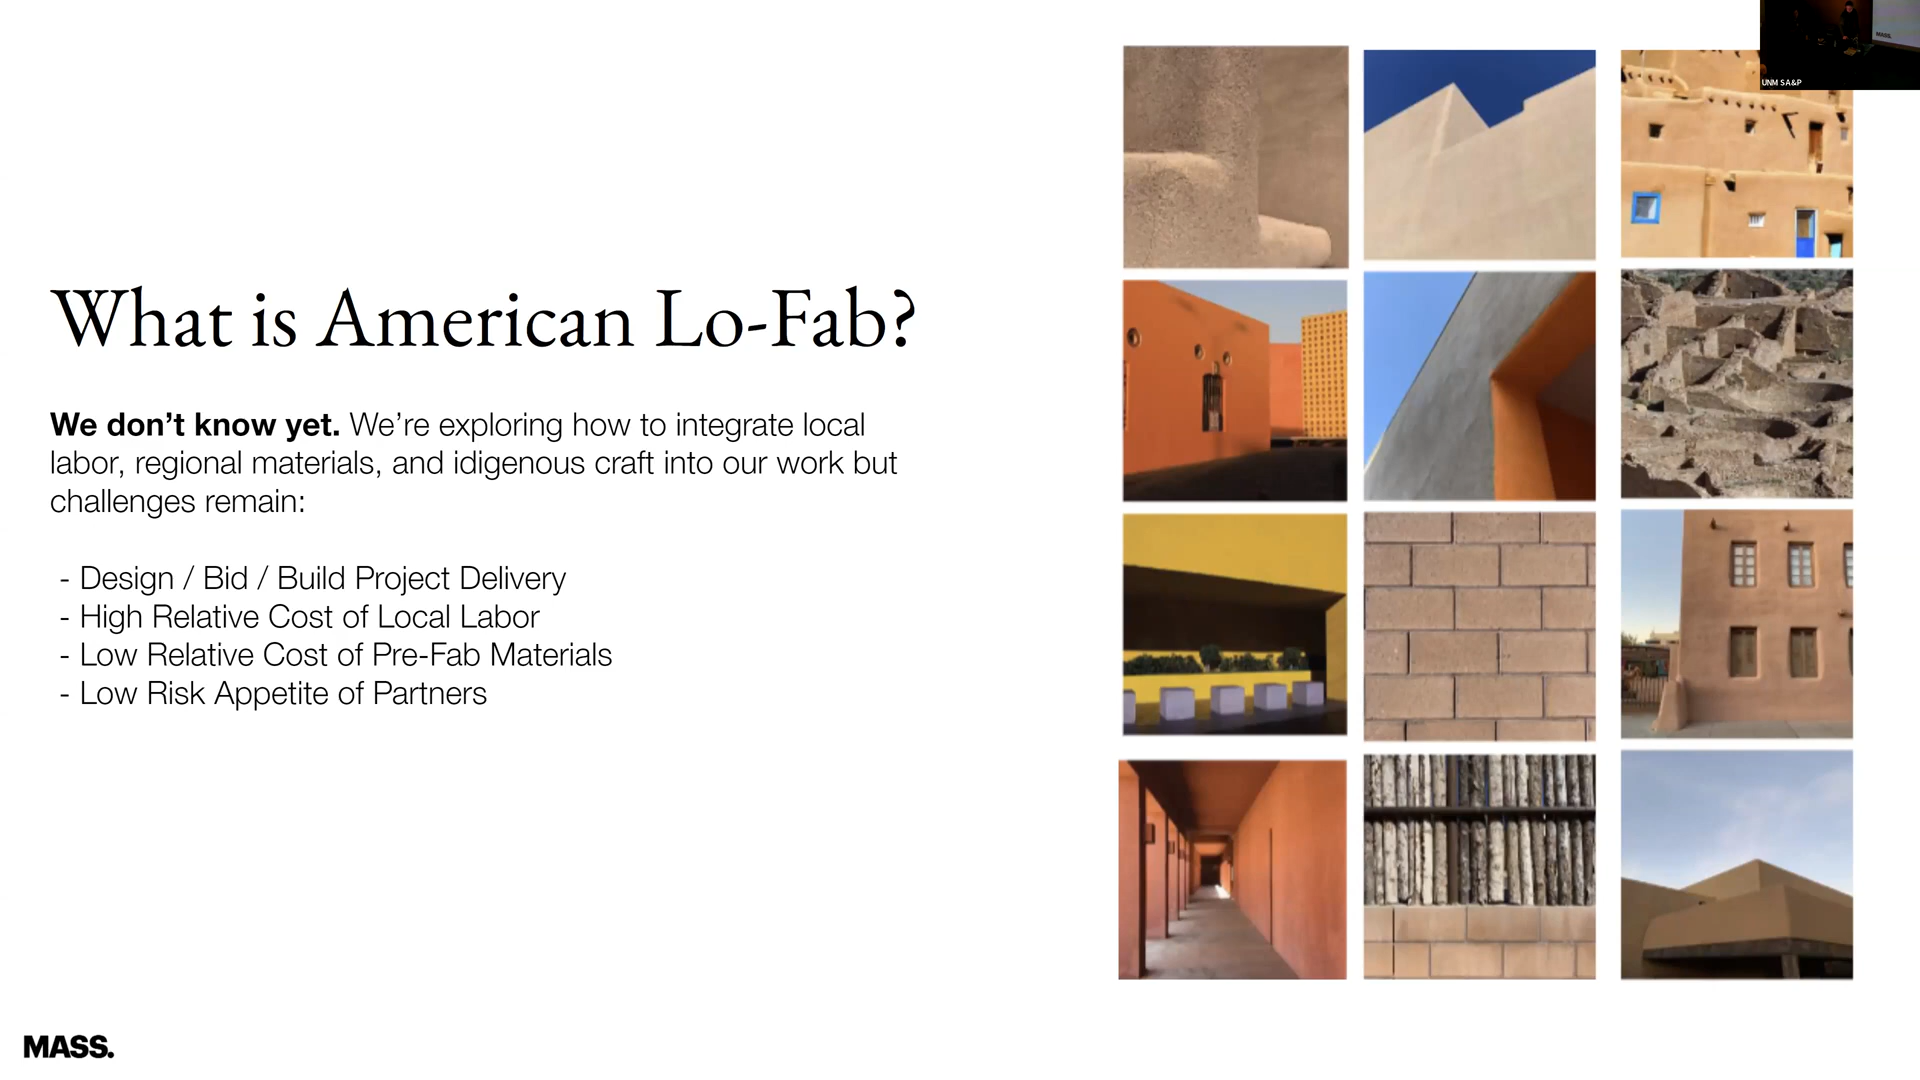 UNM SA&P
MASS.
What is American Lo-Fab?
We don't know yet. We're exploring how to integrate local
labor, regional materials, and idigenous craft into our work but
challenges remain:
- Design / Bid / Build Project Delivery
- High Relative Cost of Local Labor
- Low Relative Cost of Pre-Fab Materials
- Low Risk Appetite of Partners
MASS.